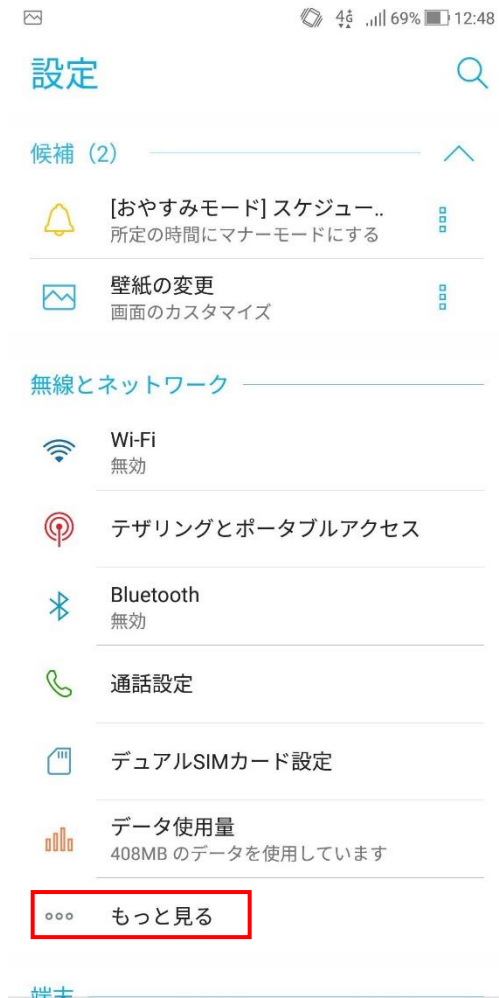 4G 69% 12:48
設定
候補（2）
[おやすみモード] スケジュー..
所定の時間にマナーモードにする
壁紙の変更
画面のカスタマイズ
無線とネットワーク
Wi-Fi
無効
テザリングとポータブルアクセス
Bluetooth
無効
通話設定
デュアルSIMカード設定
データ使用量
408MB のデータを使用しています
もっと見る
端末